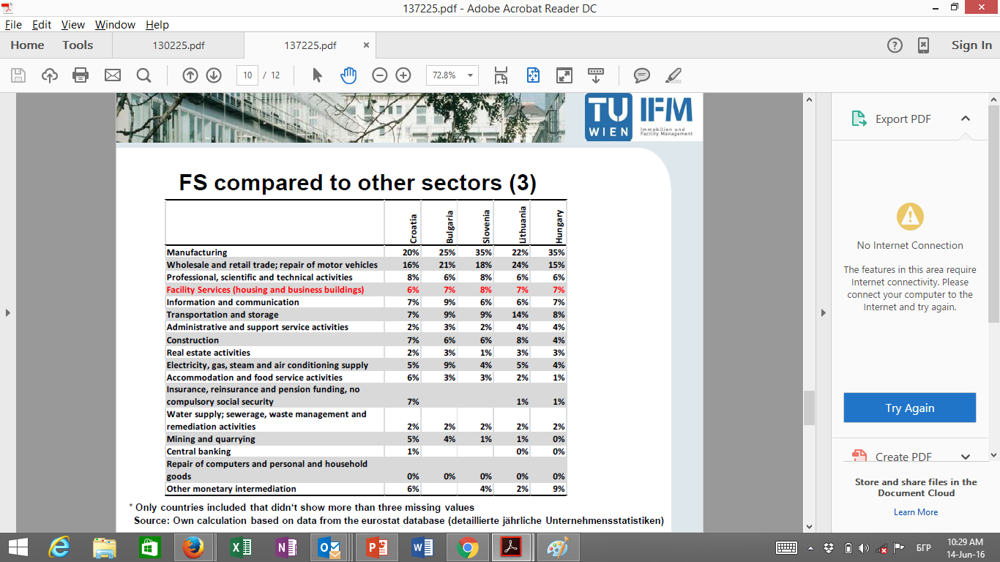 137225.pdf - Adobe Acrobat Reader DC
File Edit View Window Help
Home Tools 130225.pdf 137225.pdf × Sign In
10 / 12 72.8%
TU WIEN IFM
Immobilien und
Facility Management
FS compared to other sectors (3)
Croatia Bulgaria Slovenia Lithuania Hungary
Manufacturing 20% 25% 35% 22% 35%
Wholesale and retail trade; repair of motor vehicles 16% 21% 18% 24% 15%
Professional, scientific and technical activities 8% 6% 8% 6% 6%
Facility Services (housing and business buildings) 6% 7% 8% 7% 7%
Information and communication 7% 9% 6% 6% 7%
Transportation and storage 7% 9% 9% 14% 8%
Administrative and support service activities 2% 3% 2% 4% 4%
Construction 7% 6% 6% 8% 4%
Real estate activities 2% 3% 1% 3% 3%
Electricity, gas, steam and air conditioning supply 5% 9% 4% 5% 4%
Accommodation and food service activities 6% 3% 3% 2% 1%
Insurance, reinsurance and pension funding, no
compulsory social security 7% 1% 1%
Water supply; sewerage, waste management and
remediation activities 2% 2% 2% 2% 2%
Mining and quarrying 5% 4% 1% 1% 0%
Central banking 1% 0% 0%
Repair of computers and personal and household
goods 0% 0% 0% 0% 0%
Other monetary intermediation 6% 4% 2% 9%
* Only countries included that didn't show more than three missing values
Source: Own calculation based on data from the eurostat database (detaillierte jährliche Unternehmensstatistiken)
Export PDF
No Internet Connection
The features in this area require
Internet connectivity. Please
connect your computer to the
Internet and try again.
Try Again
Create PDF
Store and share files in the
Document Cloud
Learn More
БГР
10:29 AM
14-Jun-16